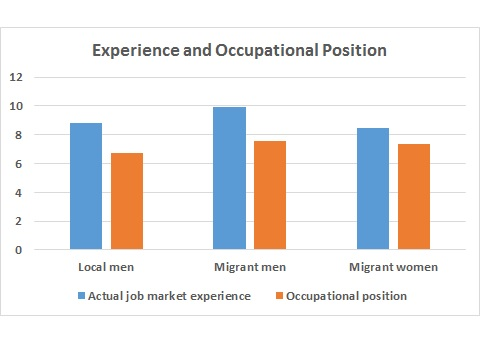 Experience and Occupational Position
12
10
8
6
4
2
0
Local men Migrant men Migrant women
Actual job market experience Occupational position